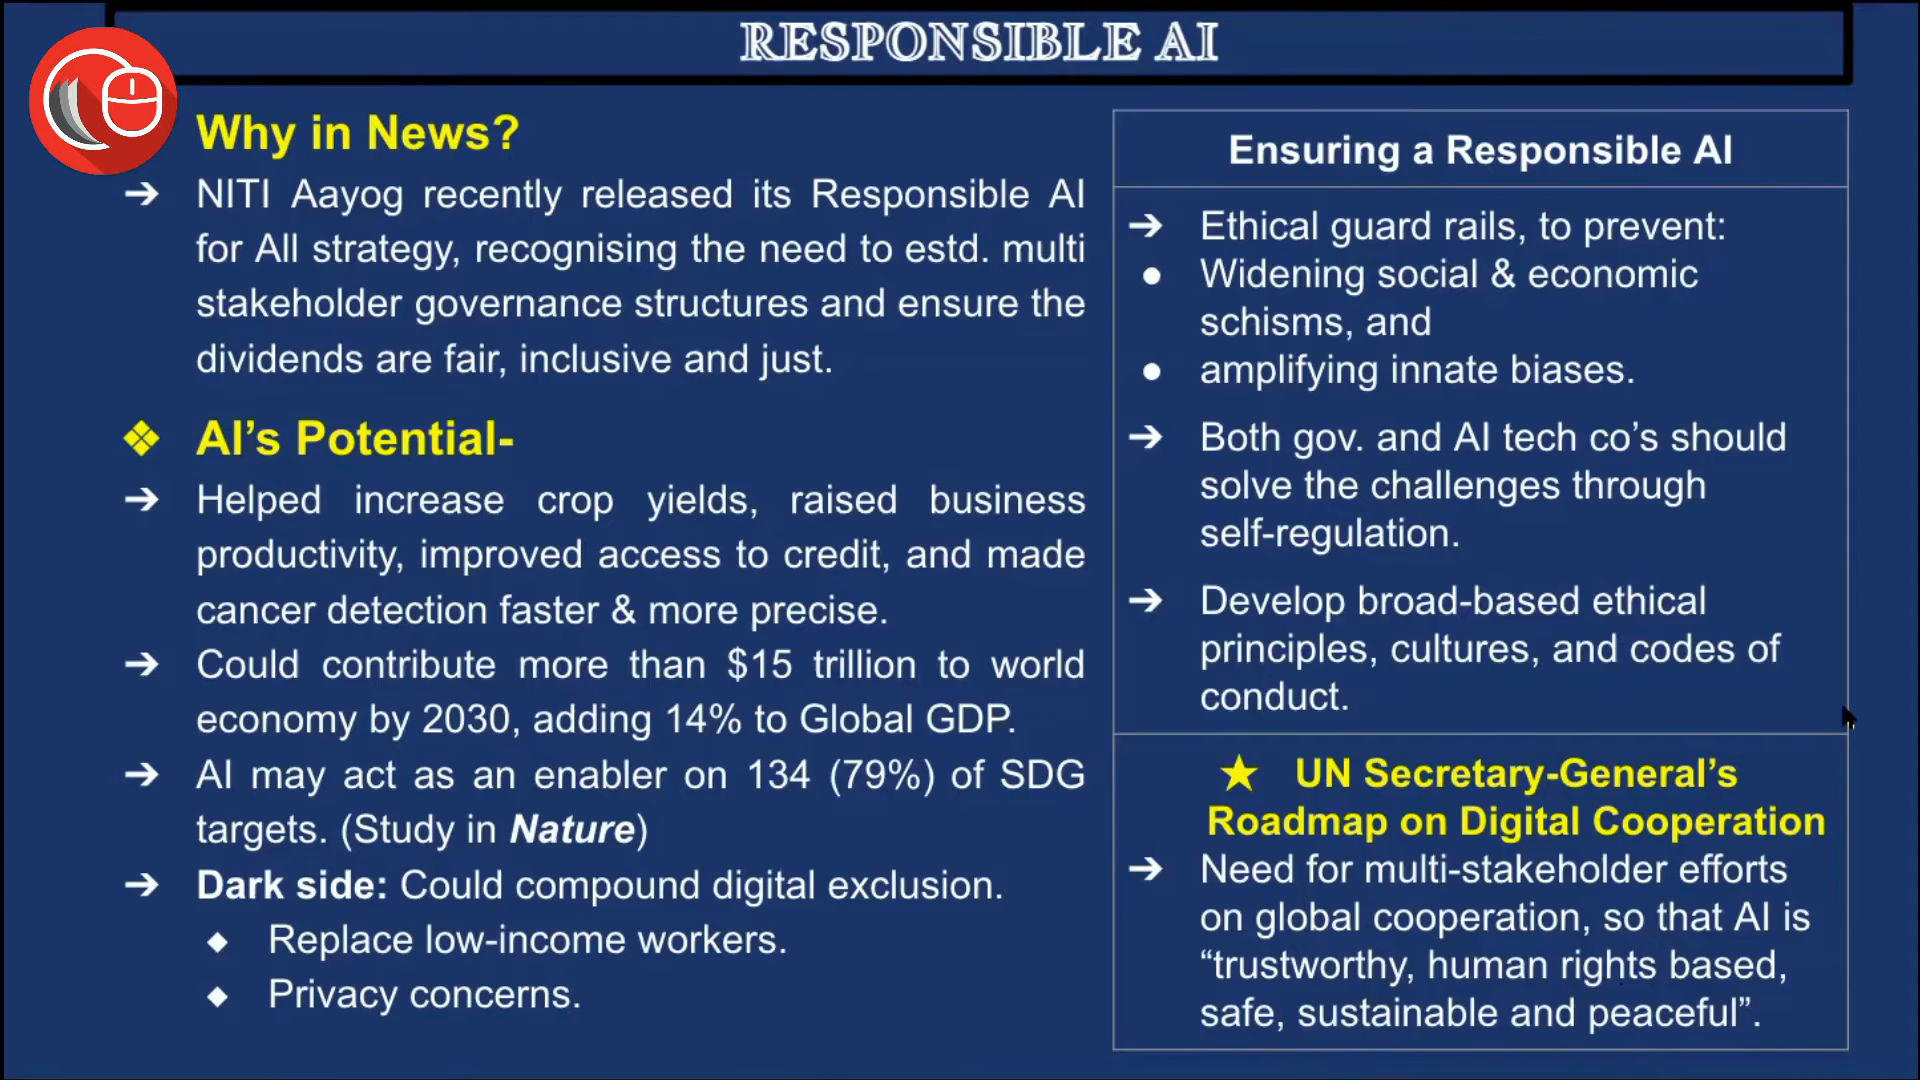 RESPONSIBLE AI
Why in News?
➔ NITI Aayog recently released its Responsible AI
for All strategy, recognising the need to estd. multi
stakeholder governance structures and ensure the
dividends are fair, inclusive and just.
❖ AI’s Potential-
➔ Helped increase crop yields, raised business
productivity, improved access to credit, and made
cancer detection faster & more precise.
➔ Could contribute more than $15 trillion to world
economy by 2030, adding 14% to Global GDP.
➔ AI may act as an enabler on 134 (79%) of SDG
targets. (Study in Nature)
➔ Dark side: Could compound digital exclusion.
◆ Replace low-income workers.
◆ Privacy concerns.
Ensuring a Responsible AI
➔ Ethical guard rails, to prevent:
● Widening social & economic
schisms, and
● amplifying innate biases.
➔ Both gov. and AI tech co’s should
solve the challenges through
self-regulation.
➔ Develop broad-based ethical
principles, cultures, and codes of
conduct.
★ UN Secretary-General’s
Roadmap on Digital Cooperation
➔ Need for multi-stakeholder efforts
on global cooperation, so that AI is
“trustworthy, human rights based,
safe, sustainable and peaceful”.